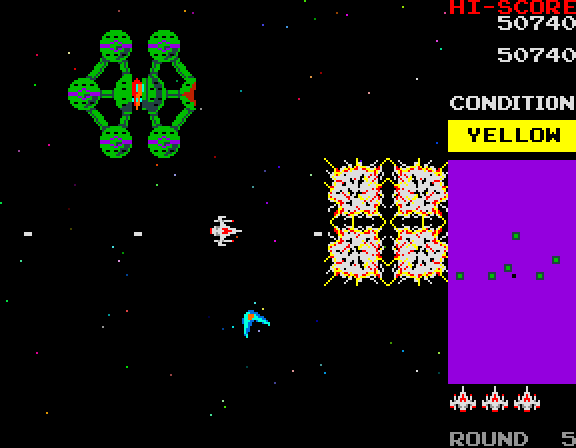 HI-SCORE
50740
50740
CONDITION
YELLOW
ROUND 5